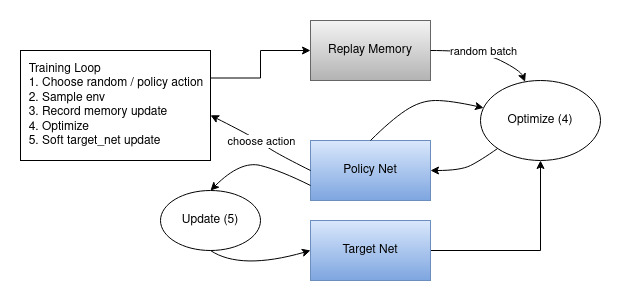 Training Loop
1. Choose random / policy action
2. Sample env
3. Record memory update
4. Optimize
5. Soft target_net update
Replay Memory
random batch
Optimize (4)
choose action
Policy Net
Update (5)
Target Net